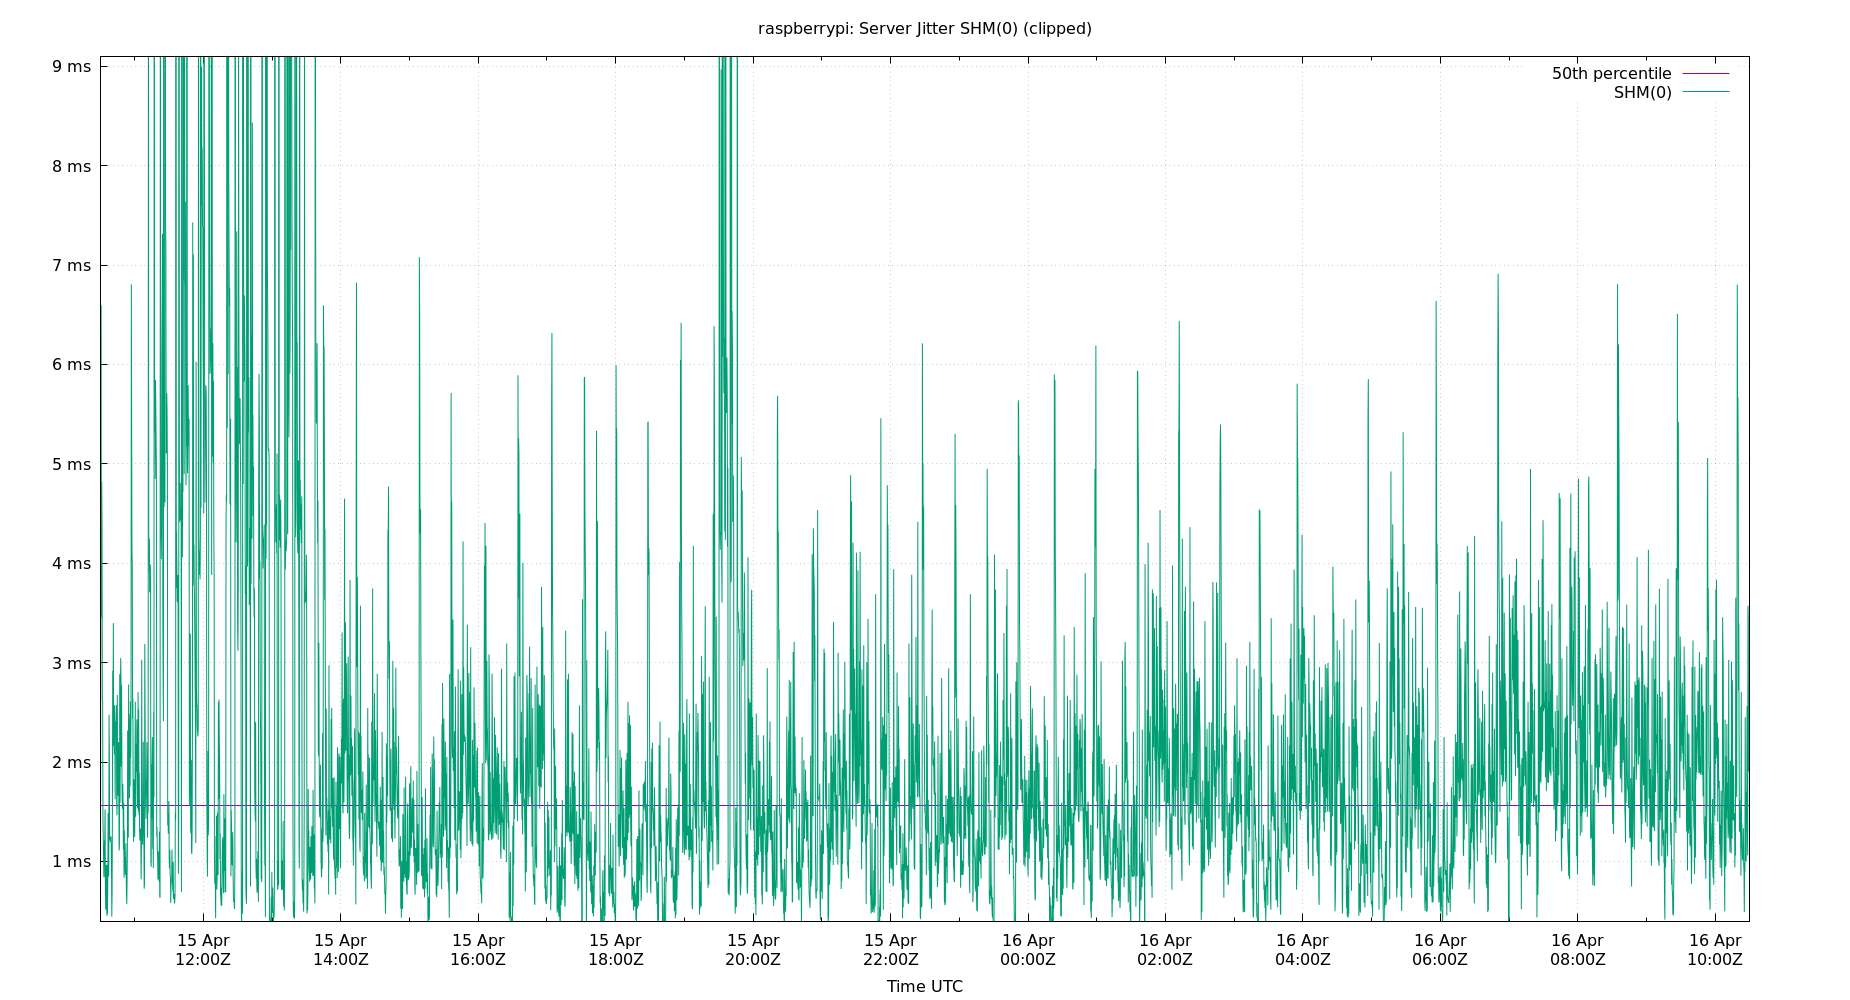 raspberrypi: Server Jitter SHM(0) (clipped)
50th percentile
SHM(0)
9 ms
8 ms
7 ms
6 ms
5 ms
4 ms
3 ms
2 ms
1 ms
15 Apr 15 Apr 15 Apr 15 Apr 15 Apr 15 Apr 16 Apr 16 Apr 16 Apr 16 Apr 16 Apr 16 Apr
12:00Z 14:00Z 16:00Z 18:00Z 20:00Z 22:00Z 00:00Z 02:00Z 04:00Z 06:00Z 08:00Z 10:00Z
Time UTC